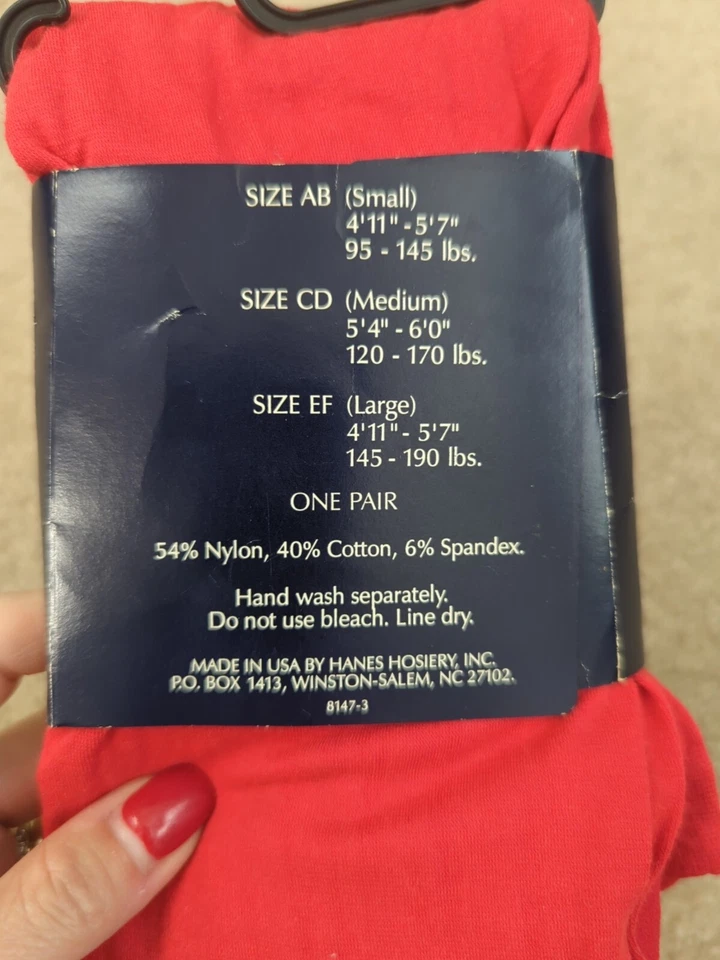 SIZE AB (Small)
4'11" - 5'7"
95 - 145 lbs.
SIZE CD (Medium)
5'4" - 6'0"
120 - 170 lbs.
SIZE EF (Large)
4'11" - 5'7"
145 - 190 lbs.
ONE PAIR
54% Nylon, 40% Cotton, 6% Spandex.
Hand wash separately.
Do not use bleach. Line dry.
MADE IN USA BY HANES HOSIERY, INC.
P.O. BOX 1413, WINSTON-SALEM, NC 27102.
8147-3